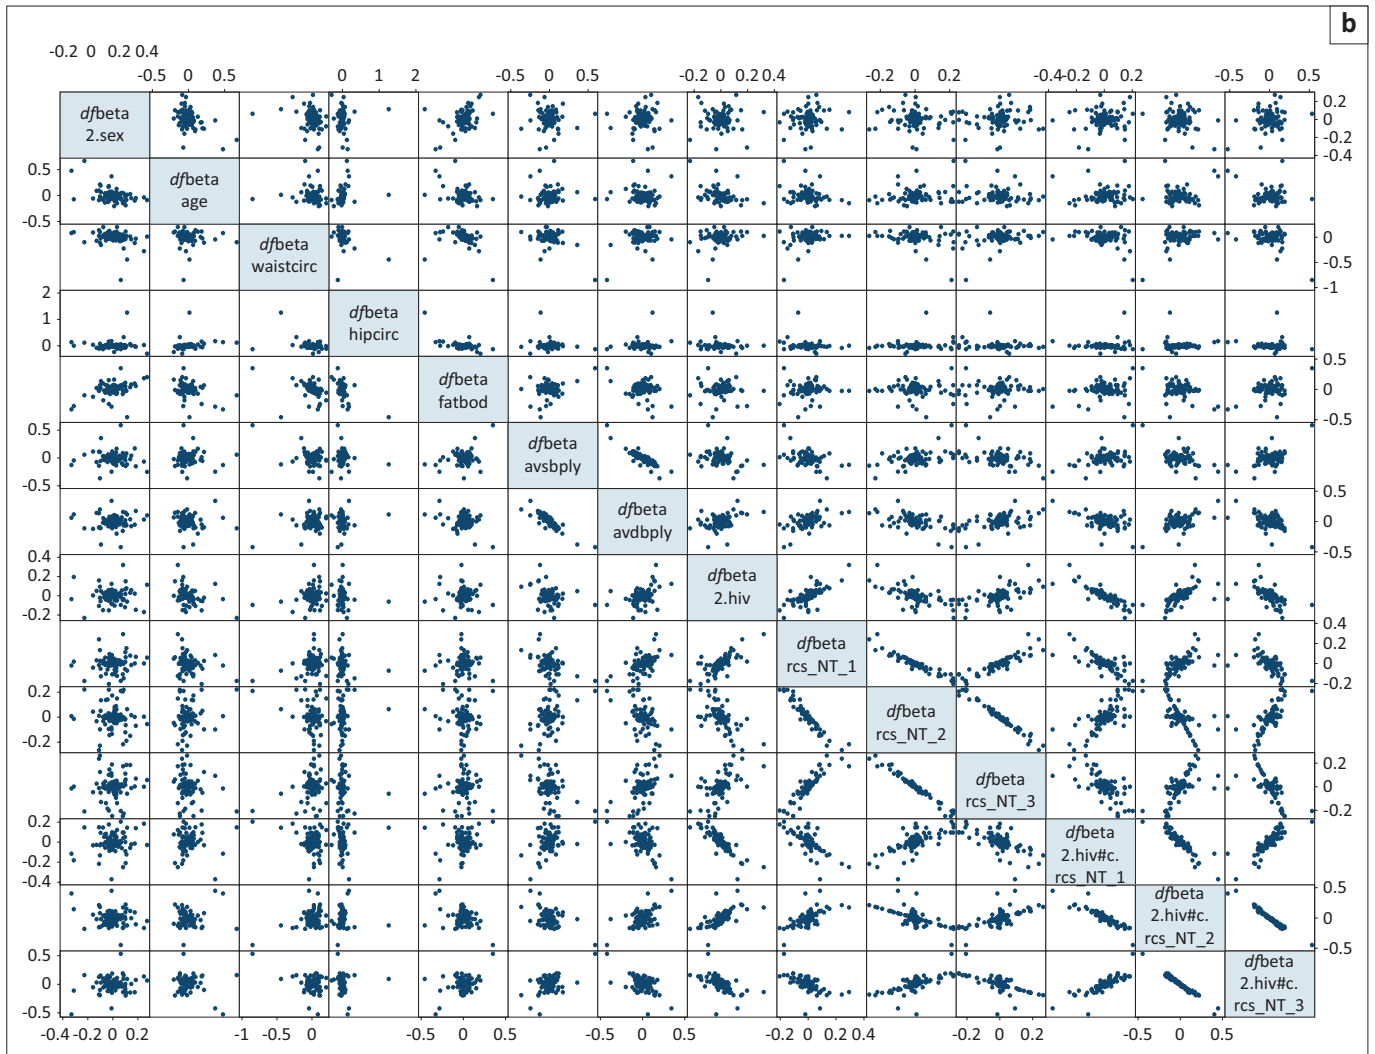 b
-0.2 0 0.2 0.4
-0.5 0 0.5 0 1 2 -0.5 0 0.5 -0.2 0 0.2 0.4 -0.2 0 0.2 -0.4 -0.2 0 0.2 -0.5 0 0.5
dfbeta
2.sex
0.2
0
-0.2
-0.4
0.5
0
-0.5
dfbeta
age
dfbeta
waistcirc
0
-0.5
-1
2
1
0
dfbeta
hipcirc
dfbeta
fatbod
0.5
0
-0.5
0.5
0
-0.5
dfbeta
avsbply
dfbeta
avdbply
0.5
0
-0.5
0.4
0.2
0
-0.2
dfbeta
2.hiv
dfbeta
rcs_NT_1
0.4
0.2
0
-0.2
0.2
0
-0.2
dfbeta
rcs_NT_2
dfbeta
rcs_NT_3
0.2
0
-0.2
0.2
0
-0.2
-0.4
dfbeta
2.hiv#c.
rcs_NT_1
dfbeta
2.hiv#c.
rcs_NT_2
0.5
0
-0.5
0.5
0
-0.5
dfbeta
2.hiv#c.
rcs_NT_3
-0.4 -0.2 0 0.2 -1 -0.5 0 -0.5 0 0.5 -0.5 0 0.5 -0.2 0 0.2 0.4 -0.2 0 0.2 -0.5 0 0.5